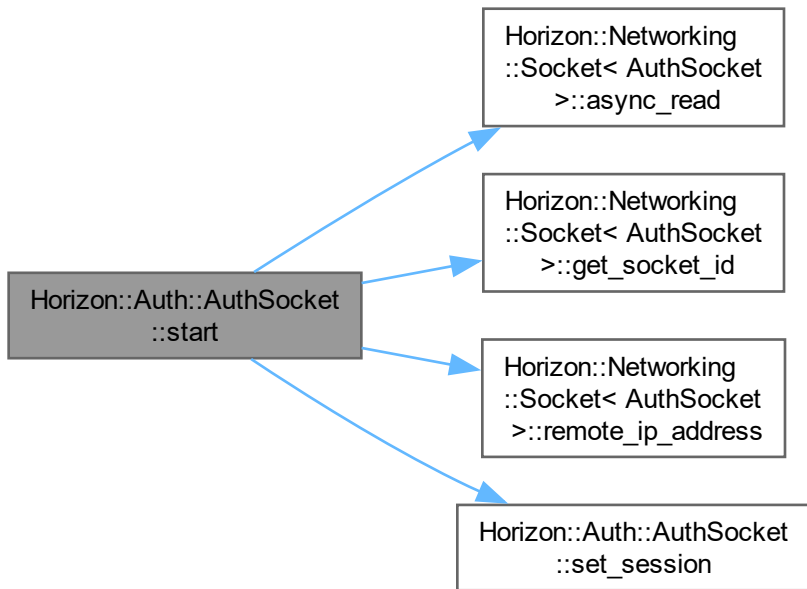 Horizon::Networking
::Socket< AuthSocket
>::async_read
Horizon::Networking
::Socket< AuthSocket
>::get_socket_id
Horizon::Auth::AuthSocket
::start
Horizon::Networking
::Socket< AuthSocket
>::remote_ip_address
Horizon::Auth::AuthSocket
::set_session